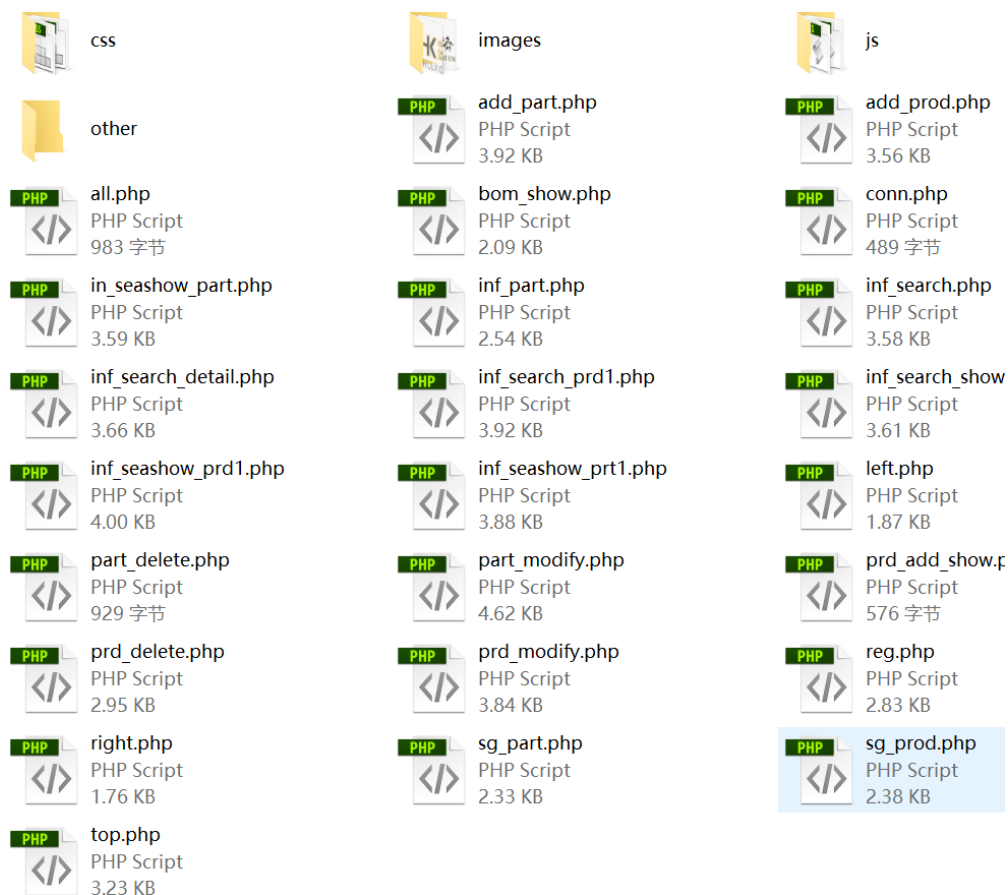 css
images
js
other
PHP
add_part.php
PHP Script
3.92 KB
PHP
add_prod.php
PHP Script
3.56 KB
PHP
all.php
PHP Script
983 字节
PHP
bom_show.php
PHP Script
2.09 KB
PHP
conn.php
PHP Script
489 字节
PHP
in_seashow_part.php
PHP Script
3.59 KB
PHP
inf_part.php
PHP Script
2.54 KB
PHP
inf_search.php
PHP Script
3.58 KB
PHP
inf_search_detail.php
PHP Script
3.66 KB
PHP
inf_search_prd1.php
PHP Script
3.92 KB
PHP
inf_search_show
PHP Script
3.61 KB
PHP
inf_seashow_prd1.php
PHP Script
4.00 KB
PHP
inf_seashow_prt1.php
PHP Script
3.88 KB
PHP
left.php
PHP Script
1.87 KB
PHP
part_delete.php
PHP Script
929 字节
PHP
part_modify.php
PHP Script
4.62 KB
PHP
prd_add_show.p
PHP Script
576 字节
PHP
prd_delete.php
PHP Script
2.95 KB
PHP
prd_modify.php
PHP Script
3.84 KB
PHP
reg.php
PHP Script
2.83 KB
PHP
right.php
PHP Script
1.76 KB
PHP
sg_part.php
PHP Script
2.33 KB
PHP
sg_prod.php
PHP Script
2.38 KB
PHP
top.php
PHP Script
3.23 KB